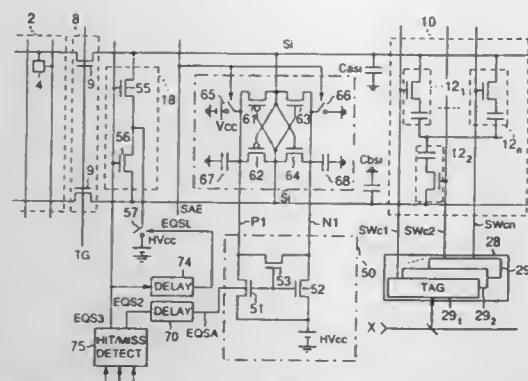 2 8 Si 10
4 9 55 18 65 Vcc 61 63 66 Casi 12₁
56 62 64 12n
67 68 12₂
9 Cbsi
57 SAE Si
EQSL P1 N1 SWc1 SWc2 SWcn
TG HVcc
74 53 50 28
DELAY 29n
EQS2 51 52 TAG
EQS3 DELAY
70 EQSA HVcc 29₁ 29₂
75 HIT/MISS X
DETECT